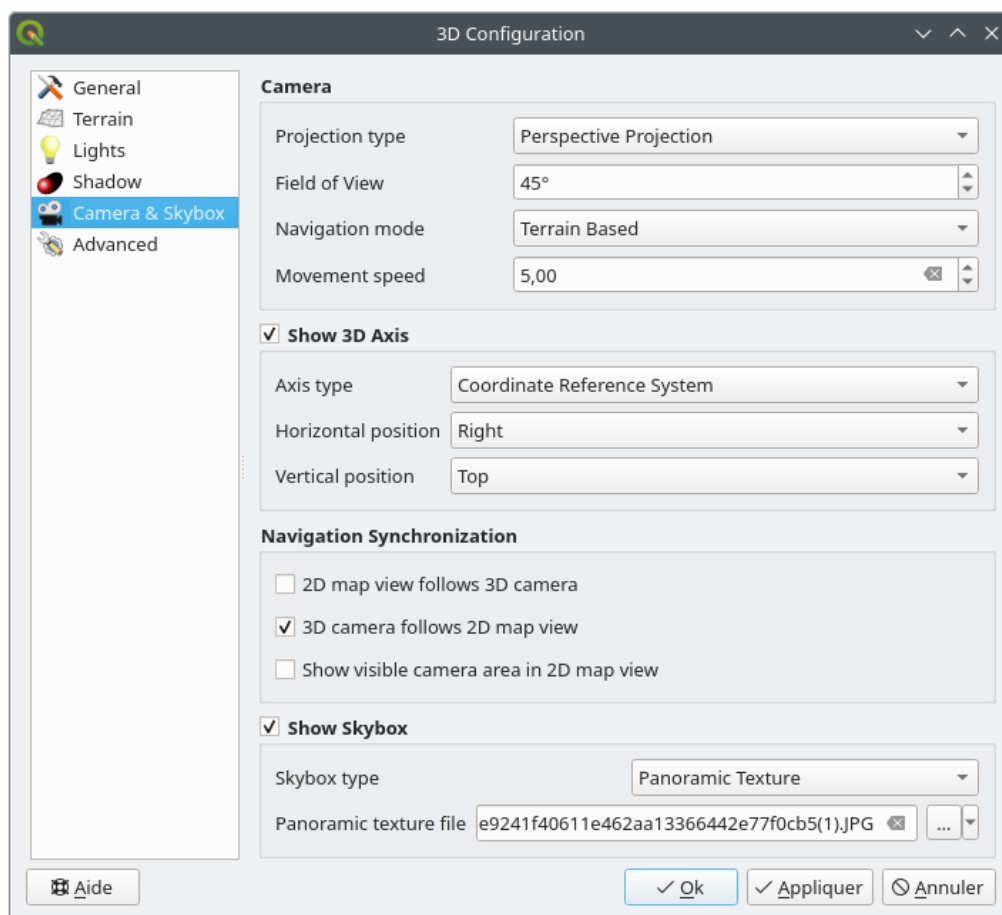 3D Configuration
General
Terrain
Lights
Shadow
Camera & Skybox
Advanced
Camera
Projection type Perspective Projection
Field of View 45°
Navigation mode Terrain Based
Movement speed 5,00
Show 3D Axis
Axis type Coordinate Reference System
Horizontal position Right
Vertical position Top
Navigation Synchronization
2D map view follows 3D camera
3D camera follows 2D map view
Show visible camera area in 2D map view
Show Skybox
Skybox type Panoramic Texture
Panoramic texture file e9241f40611e462aa13366442e77f0cb5(1).JPG ...
Aide Ok Appliquer Annuler